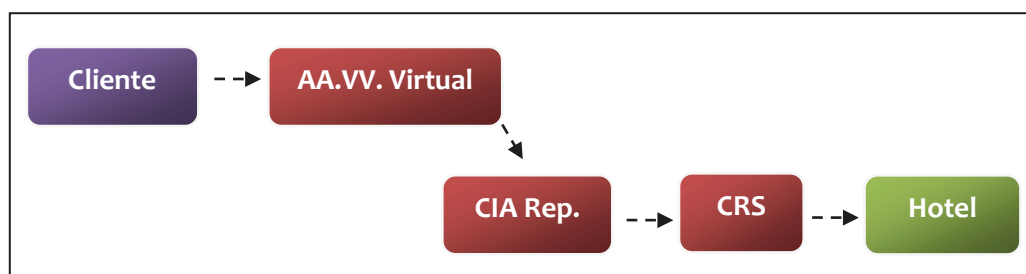 Cliente
AA.VV. Virtual
CIA Rep.
CRS
Hotel